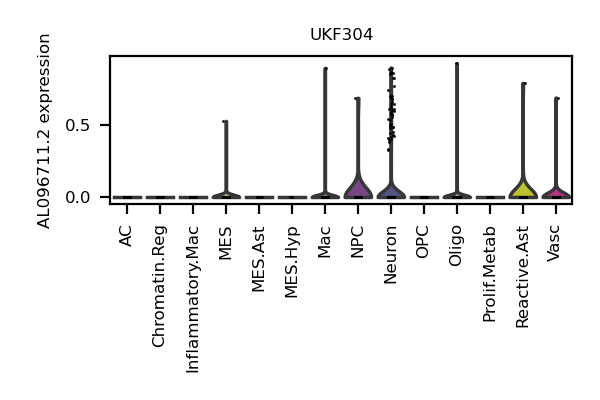 UKF304
AL096711.2 expression
0.5
0.0
AC
Chromatin.Reg
Inflammatory.Mac
MES
MES.Ast
MES.Hyp
Mac
NPC
Neuron
OPC
Oligo
Prolif.Metab
Reactive.Ast
Vasc